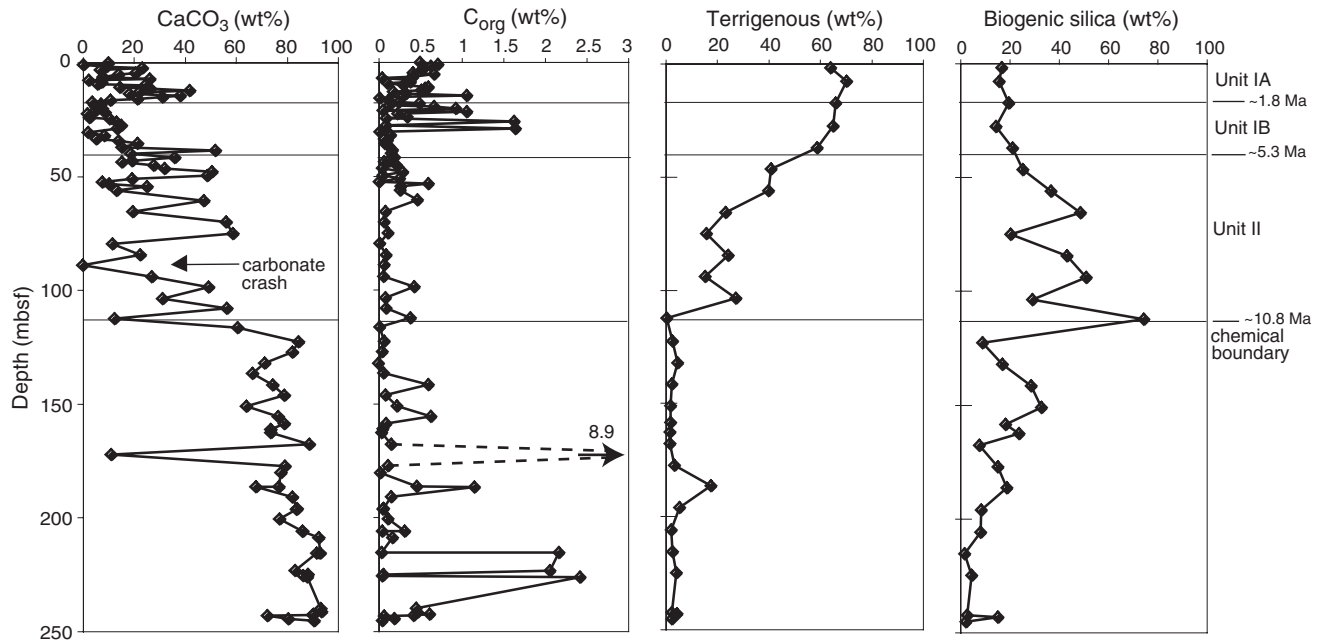 CaCO3 (wt%)
0 20 40 60 80 100
Corg (wt%)
0 0.5 1 1.5 2 2.5 3
Terrigenous (wt%)
0 20 40 60 80 100
Biogenic silica (wt%)
0 20 40 60 80 100
Depth (mbsf)
0
50
100
150
200
250
carbonate
crash
8.9
Unit IA
~1.8 Ma
Unit IB
~5.3 Ma
Unit II
~10.8 Ma
chemical
boundary